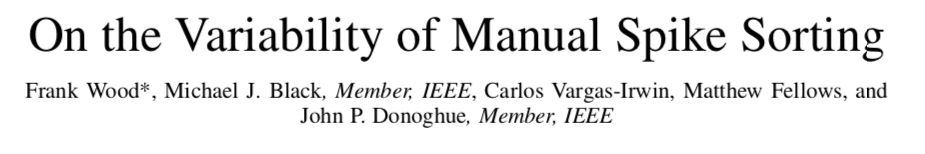 On the Variability of Manual Spike Sorting
Frank Wood*, Michael J. Black, Member, IEEE, Carlos Vargas-Irwin, Matthew Fellows, and
John P. Donoghue, Member, IEEE